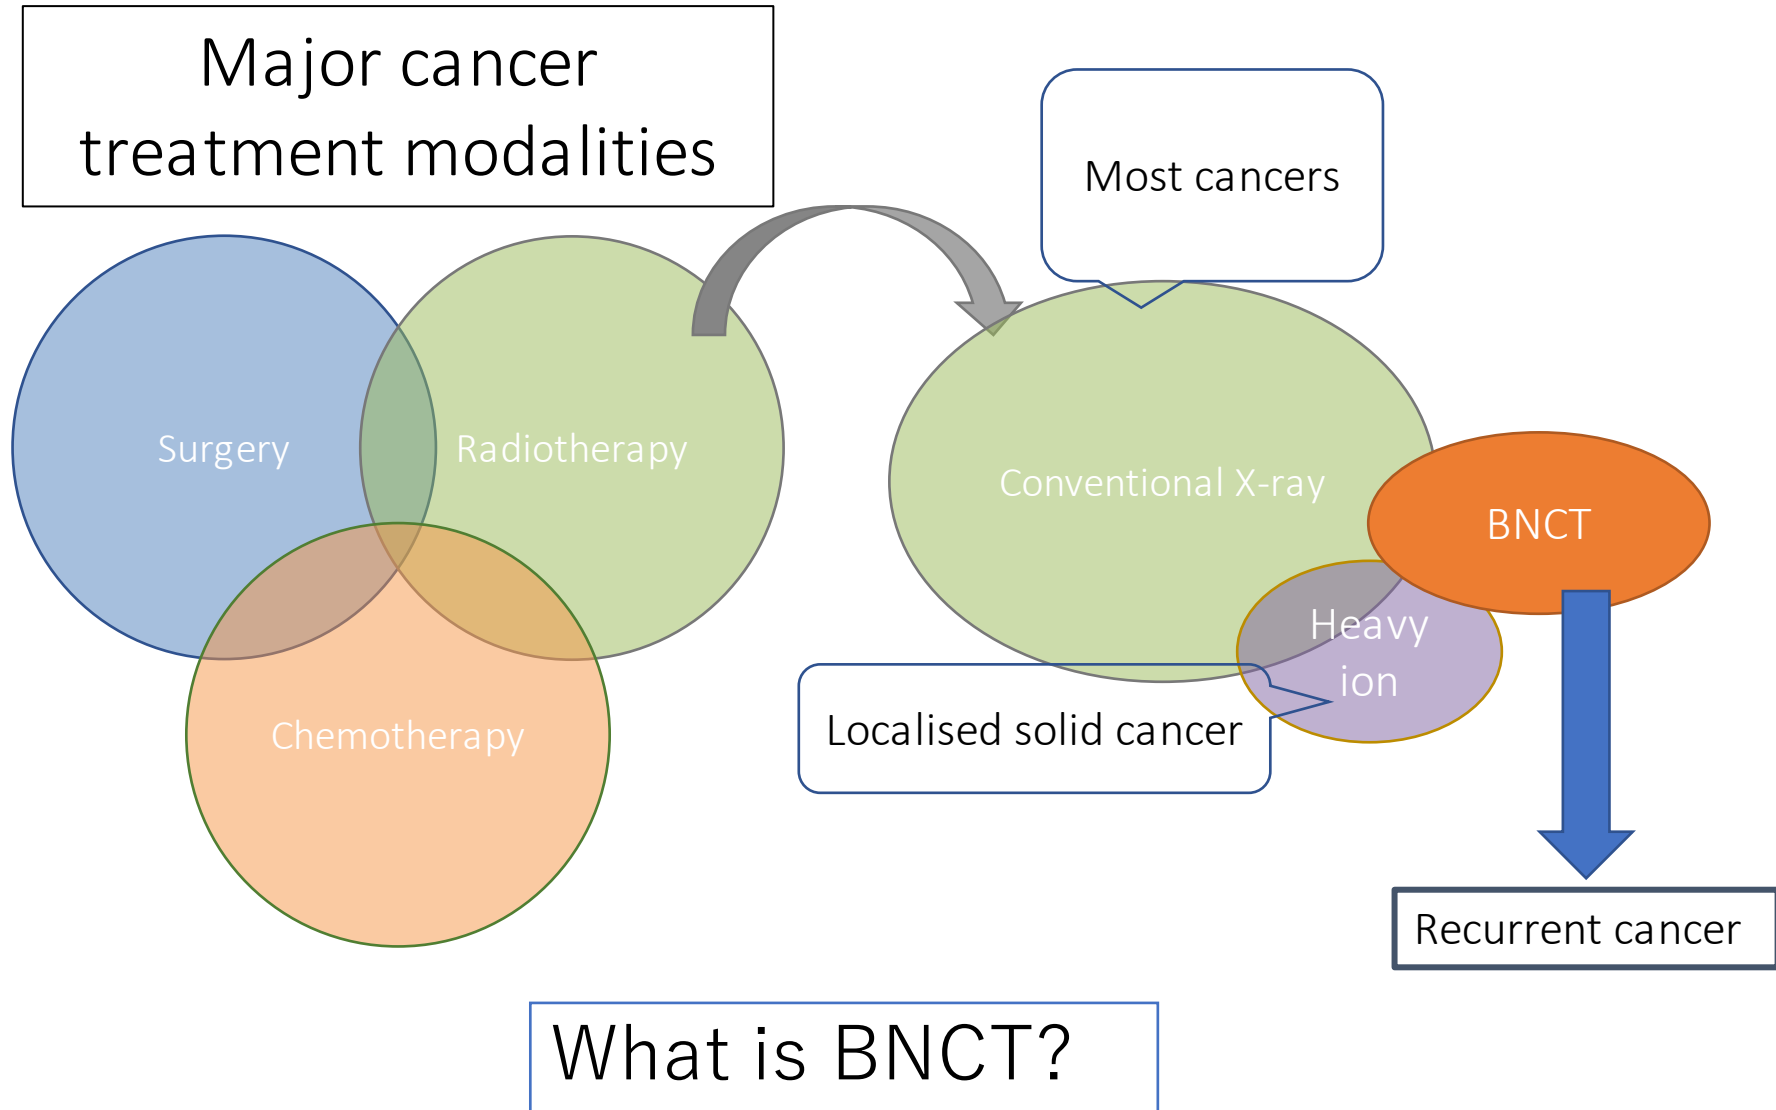 Major cancer
treatment modalities
Most cancers
Surgery
Radiotherapy
Conventional X-ray
BNCT
Heavy
ion
Localised solid cancer
Chemotherapy
Recurrent cancer
What is BNCT?